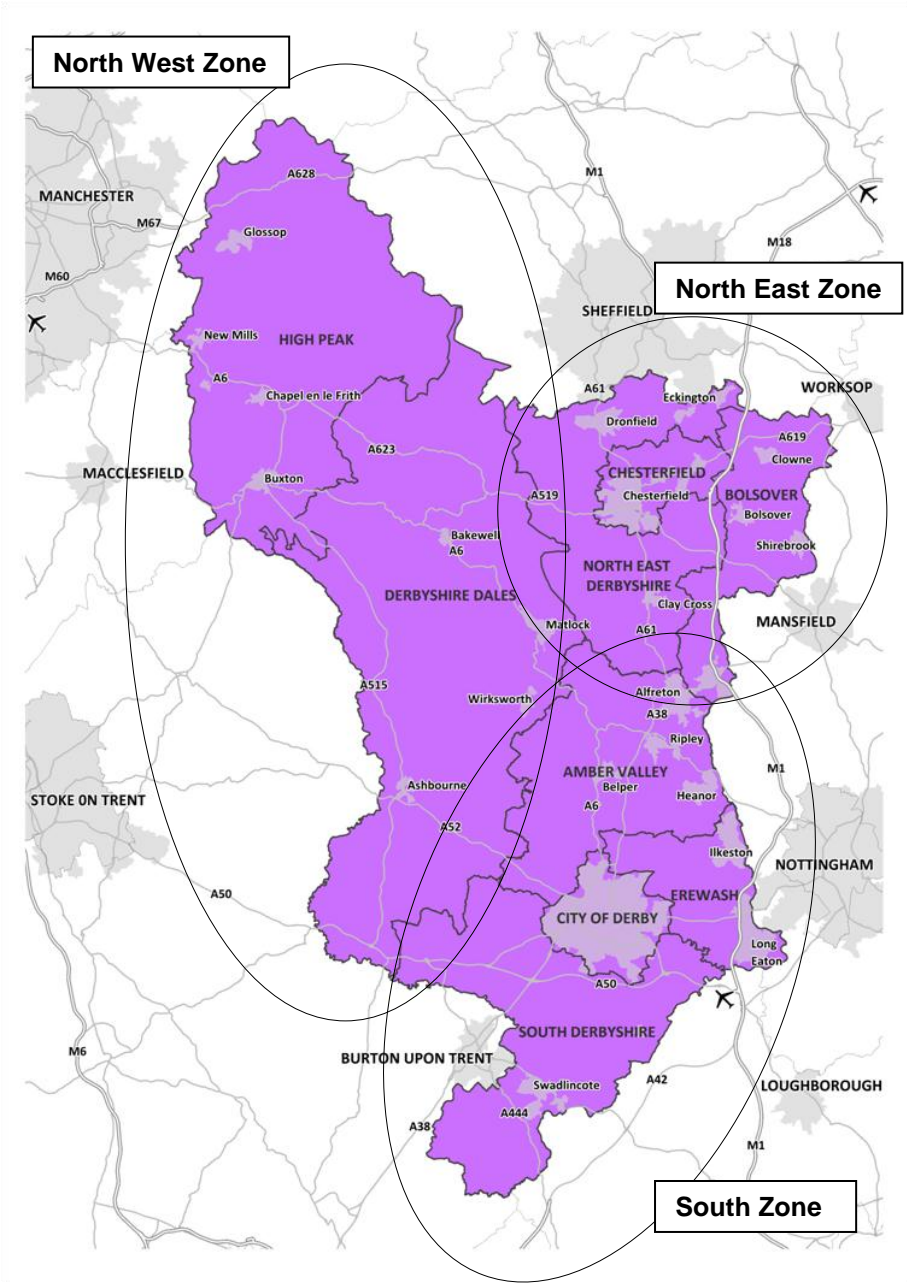 North West Zone
M1
A628
MANCHESTER
M67
Glossop
M18
M60
North East Zone
SHEFFIELD
New Mills
HIGH PEAK
A6
Chapel en le Frith
A61
Eckington
WORKSOP
Dronfield
A619
A623
Clowne
MACCLESFIELD
CHESTERFIELD
Buxton
Chesterfield
BOLSOVER
A519
Bolsover
Bakewell
A6
Shirebrook
NORTH EAST
DERBYSHIRE
DERBYSHIRE DALES
Clay Cross
MANSFIELD
Matlock
A61
A515
Wirksworth
Alfreton
A38
Ripley
M1
AMBER VALLEY
Ashbourne
Belper
Heanor
STOKE 0N TRENT
A6
A52
Ilkeston
NOTTINGHAM
A50
EREWASH
CITY OF DERBY
Long
Eaton
A50
SOUTH DERBYSHIRE
M6
BURTON UPON TRENT
A42
Swadlincote
LOUGHBOROUGH
A444
A38
M1
South Zone